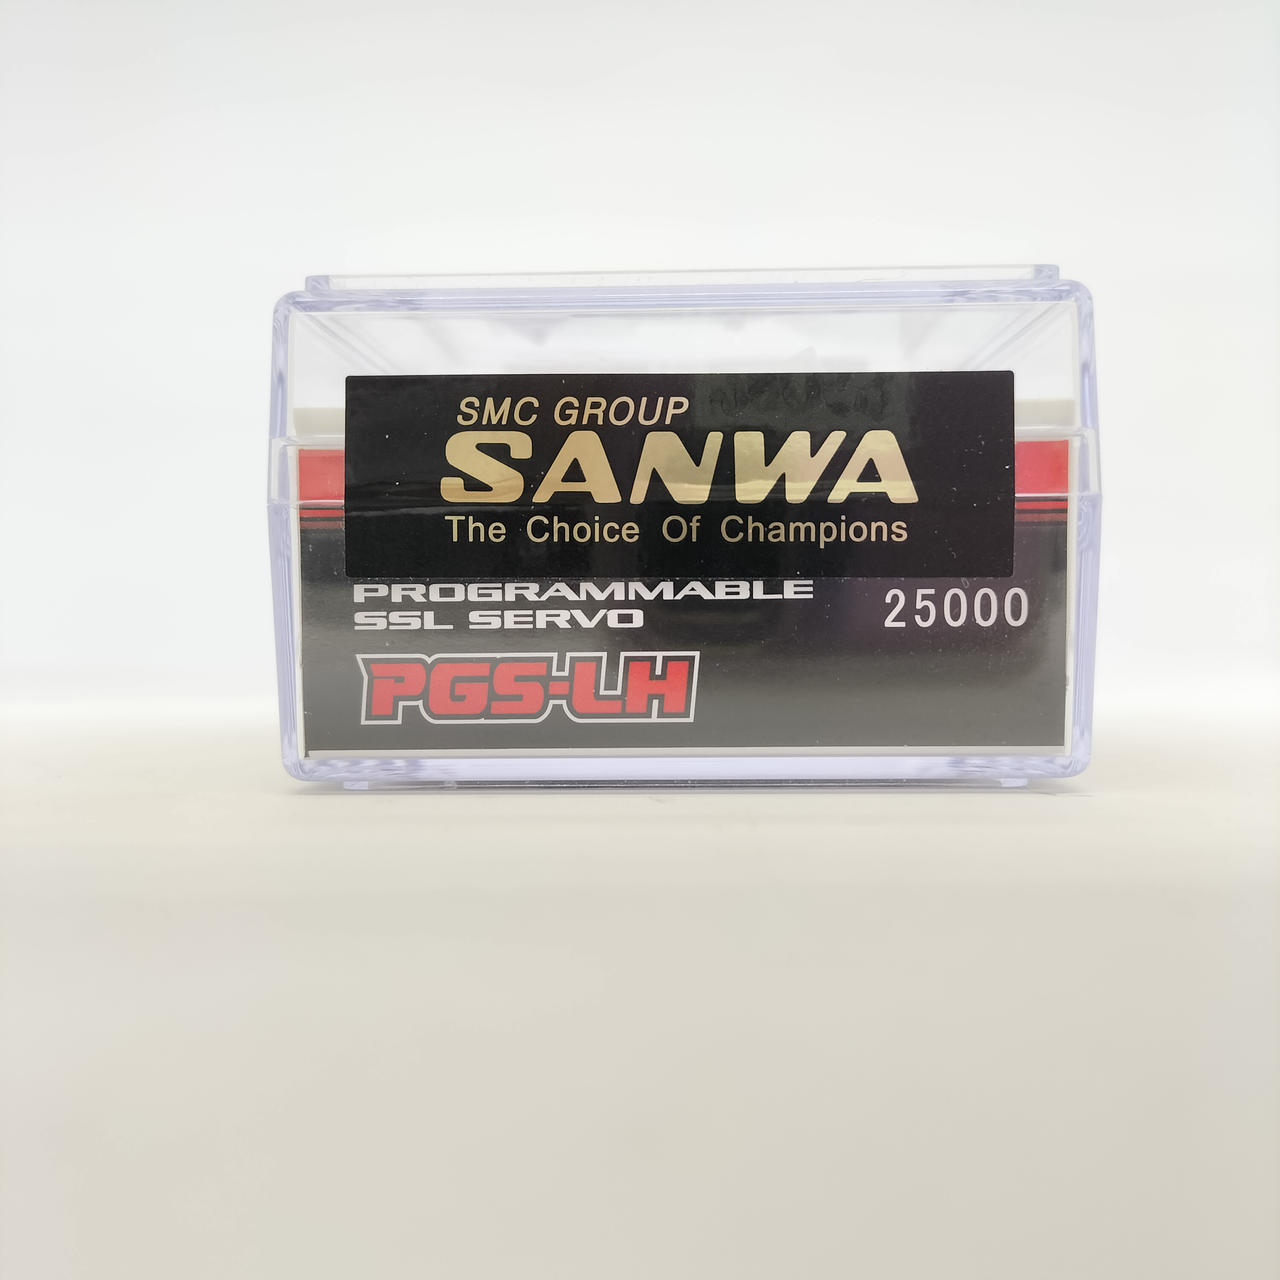 SMC GROUP
SANWA
The Choice Of Champions
PROGRAMMABLE
SSL SERVO
25000
PGS-LH